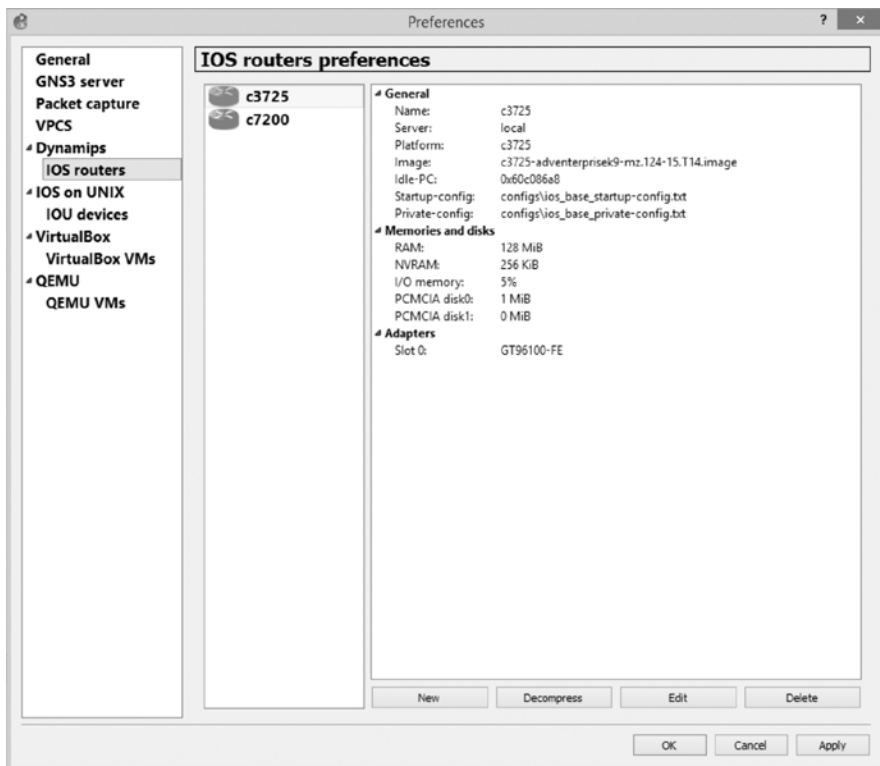 Preferences
?
×
General
GNS3 server
Packet capture
VPCS
Dynamips
IOS routers
IOS on UNIX
IOU devices
VirtualBox
VirtualBox VMs
QEMU
QEMU VMs
IOS routers preferences
c3725
c7200
General
Name: c3725
Server: local
Platform: c3725
Image: c3725-adventerprisek9-mz.124-15.T14.image
Idle-PC: 0x60c086a8
Startup-config: configs\ios_base_startup-config.txt
Private-config: configs\ios_base_private-config.txt
Memories and disks
RAM: 128 MiB
NVRAM: 256 KiB
I/O memory: 5%
PCMCIA disk0: 1 MiB
PCMCIA disk1: 0 MiB
Adapters
Slot 0: GT96100-FE
New Decompress Edit Delete
OK Cancel Apply